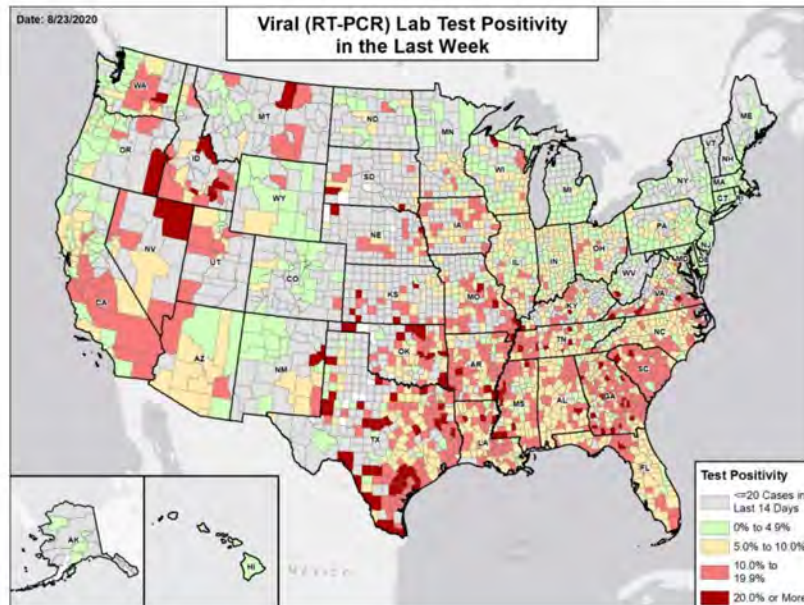 Date: 8/23/2020
Viral (RT-PCR) Lab Test Positivity
in the Last Week
WA
MT
ND
MN
ME
OR
ID
WI
VT
NH
SD
NY
MA
WY
MI
CT
IA
PA
NV
NE
NJ
UT
IL
IN
OH
CO
WV
CA
KS
MO
KY
VA
TN
NC
OK
AZ
NM
AR
SC
MS
AL
GA
TX
LA
FL
AK
HI
Test Positivity
<=20 Cases in
Last 14 Days
0% to 4.9%
5.0% to 10.0%
10.0% to
19.9%
20.0% or More